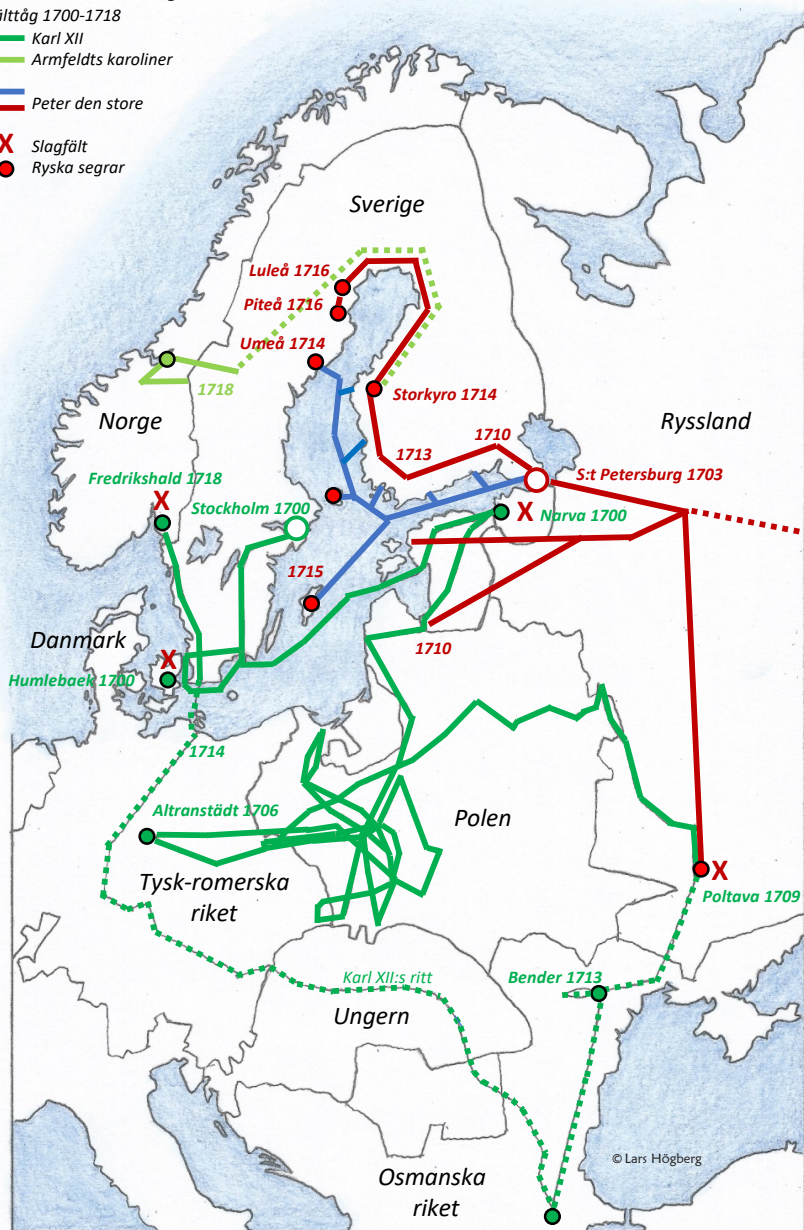 1700-1718
Karl XII
Armfeldts karoliner
Peter den store
X Slagfält
Ryska segrar
Sverige
Luleå 1716
Piteå 1716
Umeå 1714
1718
Storkyro 1714
Norge
1713
1710
Ryssland
Fredrikshald 1718
X
Stockholm 1700
S:t Petersburg 1703
X Narva 1700
1715
Danmark
X
1710
Humlebaek 1700
1714
Altranstädt 1706
Polen
Tysk-romerska
riket
X
Poltava 1709
Karl XII:s ritt
Bender 1713
Ungern
© Lars Högberg
Osmanska
riket